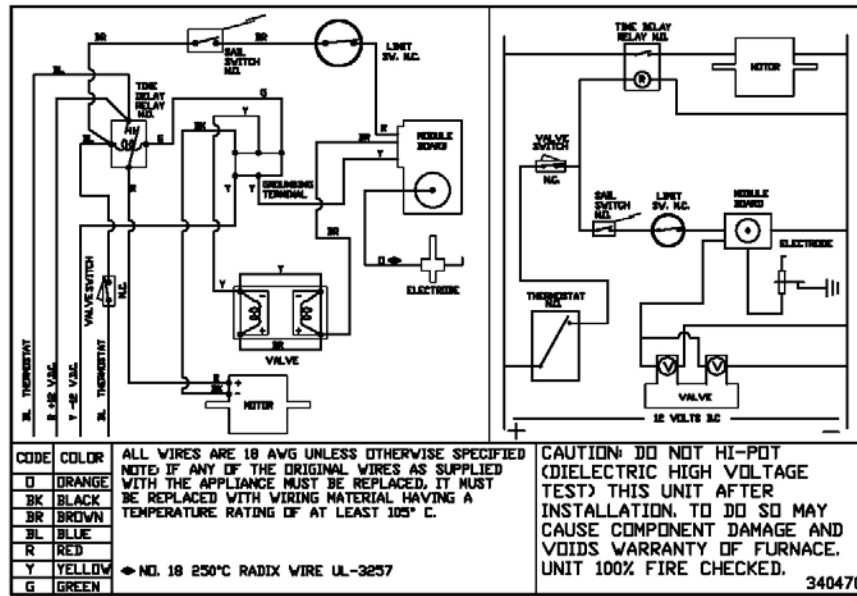 BR
SAIL
SWITCH
N.O.
BR
LIMIT
SW. N.C.
BL
TIME
DELAY
RELAY
N.O.
BL
G
G
R
BK
Y
Y
Y
GROUNDING
TERMINAL
R
BR
Y
MODULE
BOARD
BR
O
ELECTRODE
VALVE SWITCH
N.C.
Y
Y
BR
VALVE
R
BK
+
-
MOTOR
BL THERMOSTAT
R +12 V.D.C.
Y -12 V.D.C.
BL THERMOSTAT
TIME DELAY
RELAY N.O.
R
MOTOR
VALVE
SWITCH
N.C.
SAIL
SWITCH
N.O.
LIMIT
SW. N.C.
MODULE
BOARD
ELECTRODE
THERMOSTAT
N.O.
V
V
VALVE
+
12 VOLTS D.C
-
CODE COLOR
O ORANGE
BK BLACK
BR BROWN
BL BLUE
R RED
Y YELLOW
G GREEN
ALL WIRES ARE 18 AWG UNLESS OTHERWISE SPECIFIED
NOTE: IF ANY OF THE ORIGINAL WIRES AS SUPPLIED
WITH THE APPLIANCE MUST BE REPLACED, IT MUST
BE REPLACED WITH WIRING MATERIAL HAVING A
TEMPERATURE RATING OF AT LEAST 105° C.
NO. 18 250°C RADIX WIRE UL-3257
CAUTION: DO NOT HI-POT
(DIELECTRIC HIGH VOLTAGE
TEST) THIS UNIT AFTER
INSTALLATION. TO DO SO MAY
CAUSE COMPONENT DAMAGE AND
VOIDS WARRANTY OF FURNACE.
UNIT 100% FIRE CHECKED.
340470